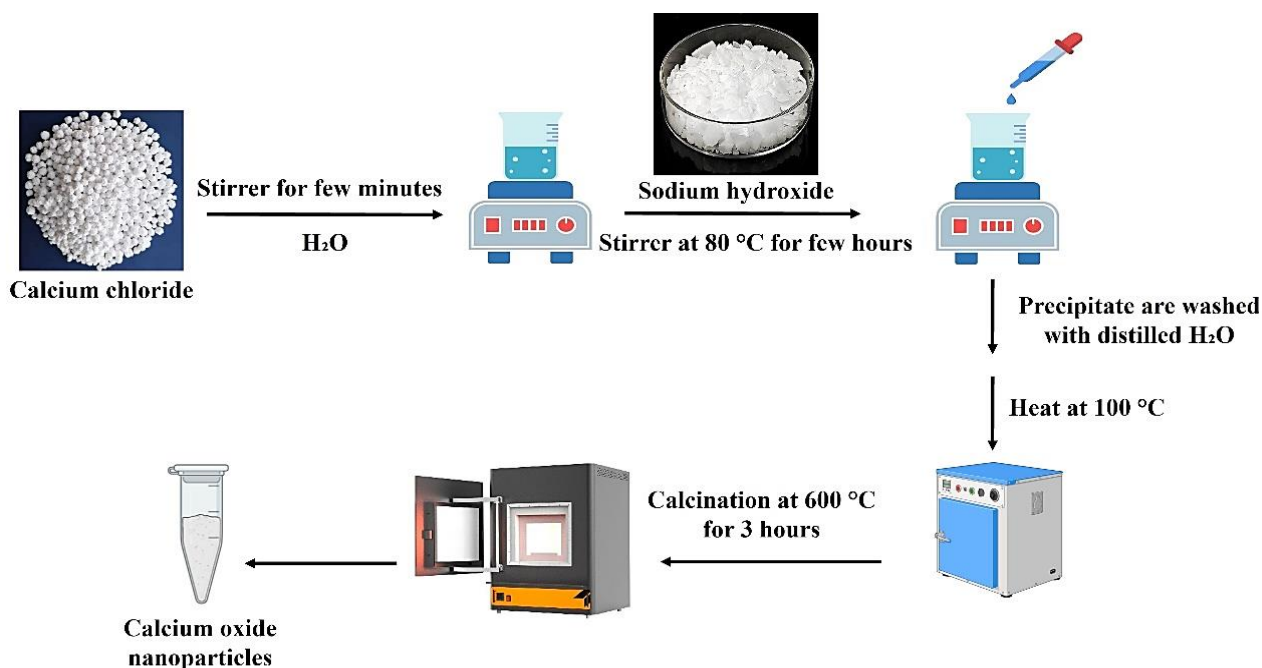 Calcium chloride
Stirrer for few minutes
H₂O
Sodium hydroxide
Stirrer at 80 °C for few hours
Precipitate are washed
with distilled H₂O
Heat at 100 °C
Calcination at 600 °C
for 3 hours
Calcium oxide
nanoparticles